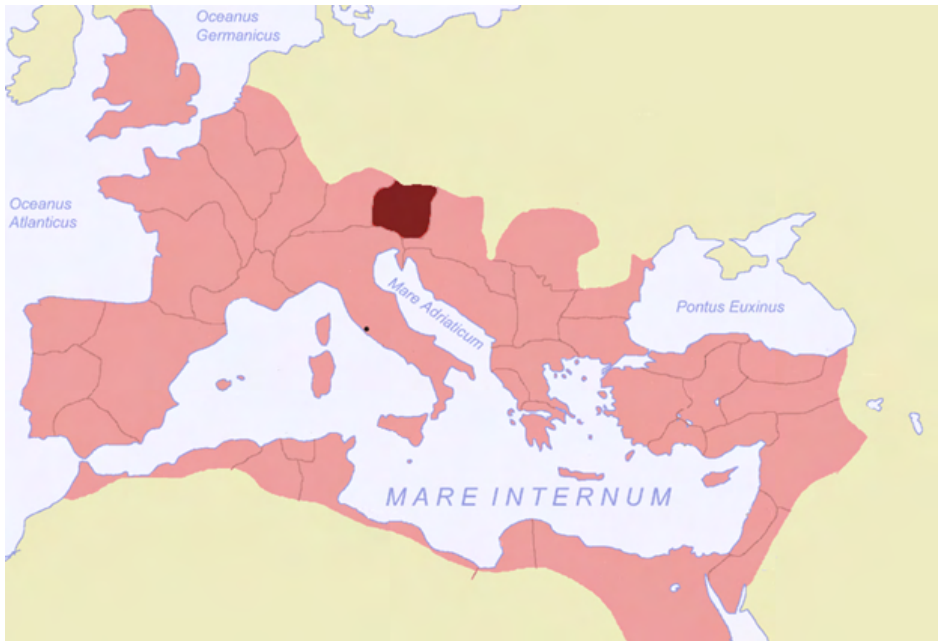 Oceanus
Germanicus
Oceanus
Atlanticus
Mare Adriaticum
Pontus Euxinus
MARE INTERNUM